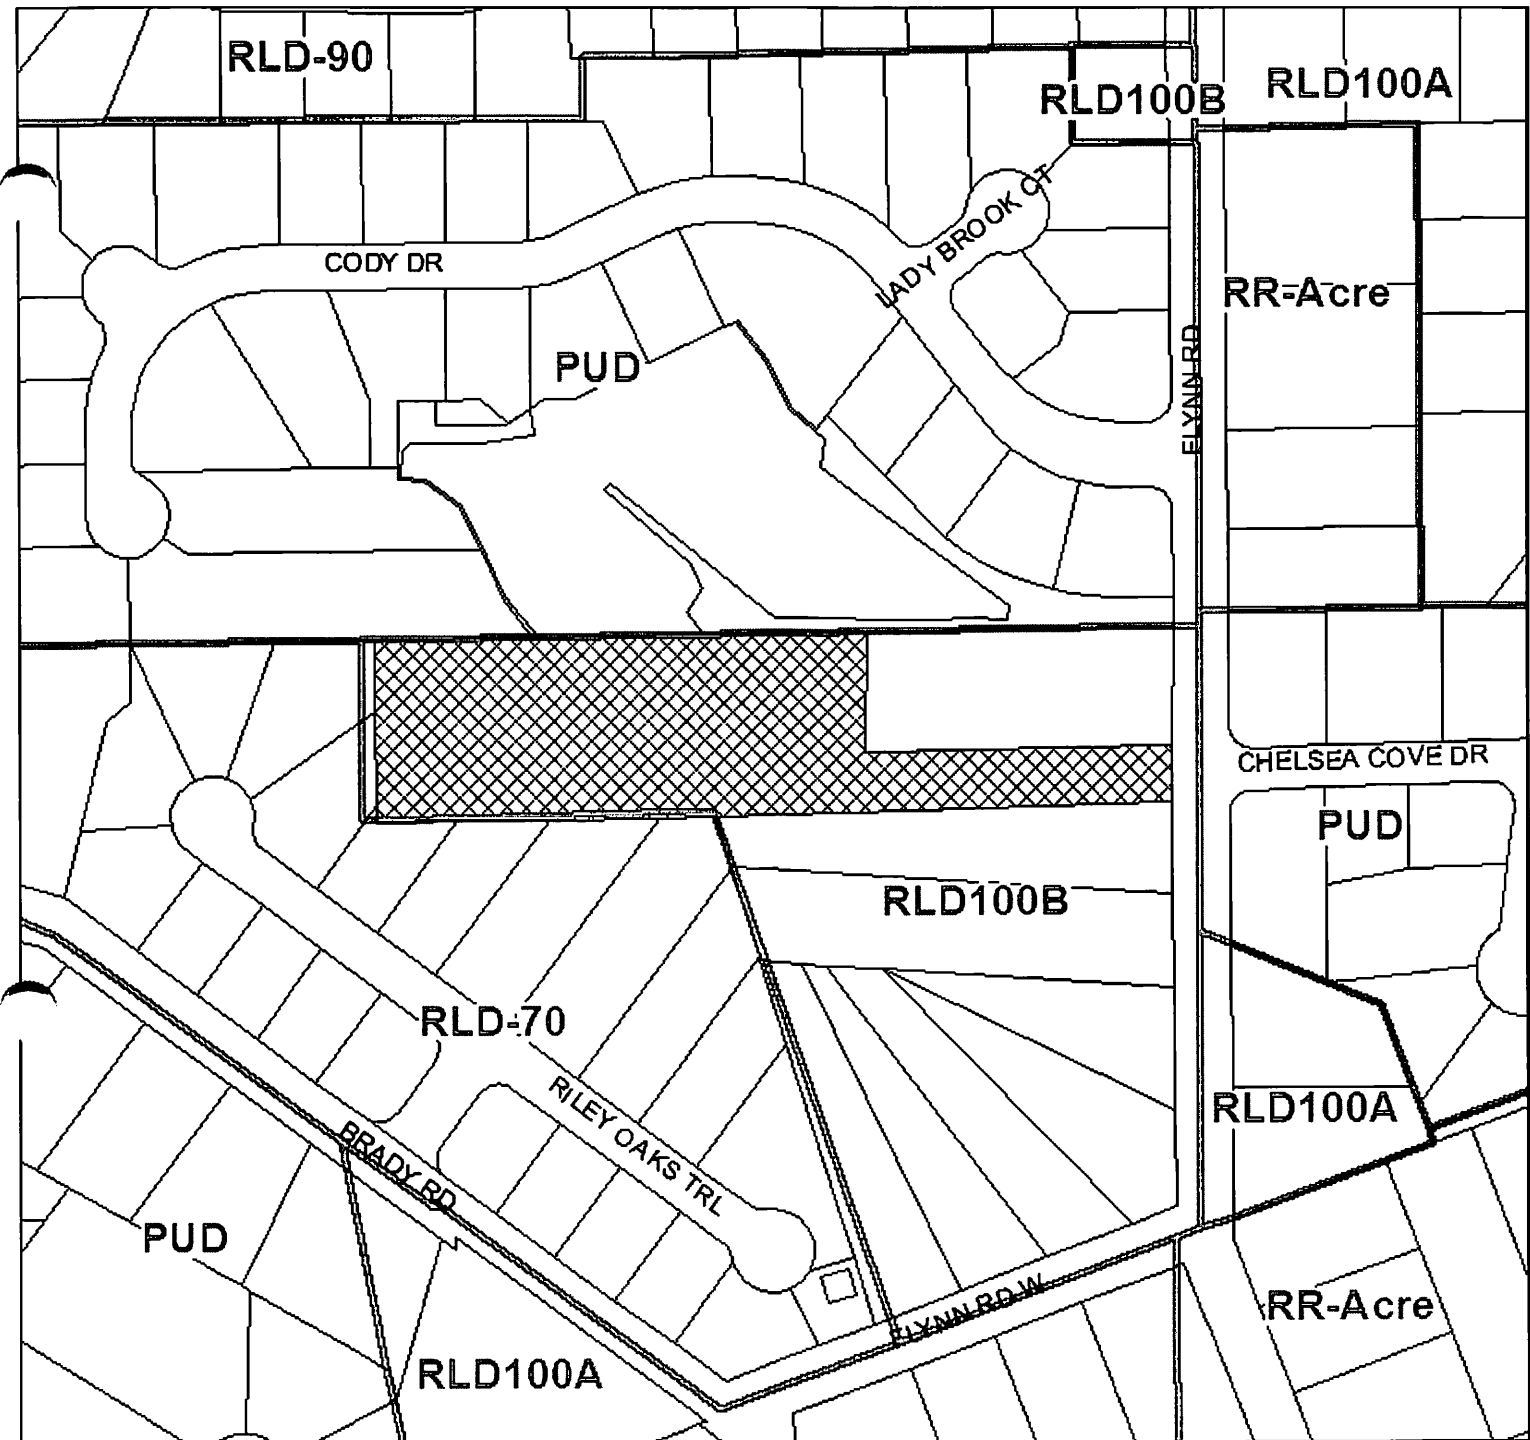 RLD-90
RLD100B
RLD100A
CODY DR
LADY BROOK CT
RR-Acre
PUD
FLYNN RD
CHELSEA COVE DR
PUD
RLD100B
RLD-70
RILEY OAKS TRL
BRADY RD
RLD100A
PUD
FLYNN RD W
RR-Acre
RLD100A